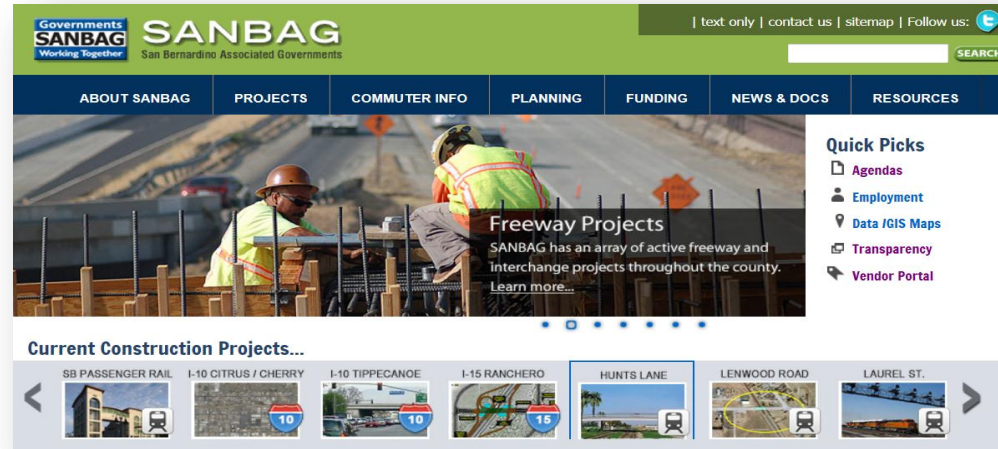 Governments
SANBAG
Working Together
SANBAG
San Bernardino Associated Governments
| text only | contact us | sitemap | Follow us:
SEARCH
ABOUT SANBAG PROJECTS COMMUTER INFO PLANNING FUNDING NEWS & DOCS RESOURCES
Freeway Projects
SANBAG has an array of active freeway and
interchange projects throughout the county.
Learn more...
Quick Picks
Agendas
Employment
Data /GIS Maps
Transparency
Vendor Portal
Current Construction Projects...
SB PASSENGER RAIL I-10 CITRUS / CHERRY I-10 TIPPECANOE I-15 RANCHERO HUNTS LANE LENWOOD ROAD LAUREL ST.
10 10 15